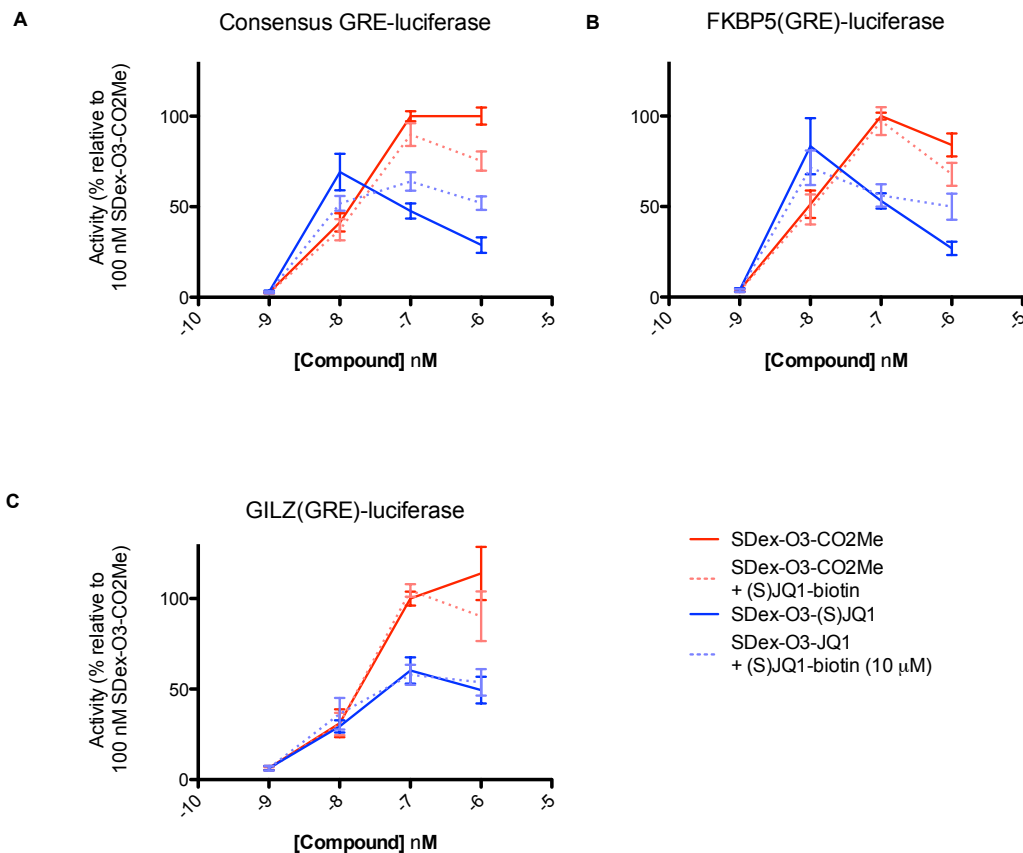 A
Consensus GRE-luciferase
Activity (% relative to
100 nM SDex-O3-CO2Me)
100
50
0
-10
-9
-8
-7
-6
-5
[Compound] nM
B
FKBP5(GRE)-luciferase
100
50
0
-10
-9
-8
-7
-6
-5
[Compound] nM
C
GILZ(GRE)-luciferase
Activity (% relative to
100 nM SDex-O3-CO2Me)
100
50
0
-10
-9
-8
-7
-6
-5
[Compound] nM
SDex-O3-CO2Me
SDex-O3-CO2Me
+ (S)JQ1-biotin
SDex-O3-(S)JQ1
SDex-O3-JQ1
+ (S)JQ1-biotin (10 μM)